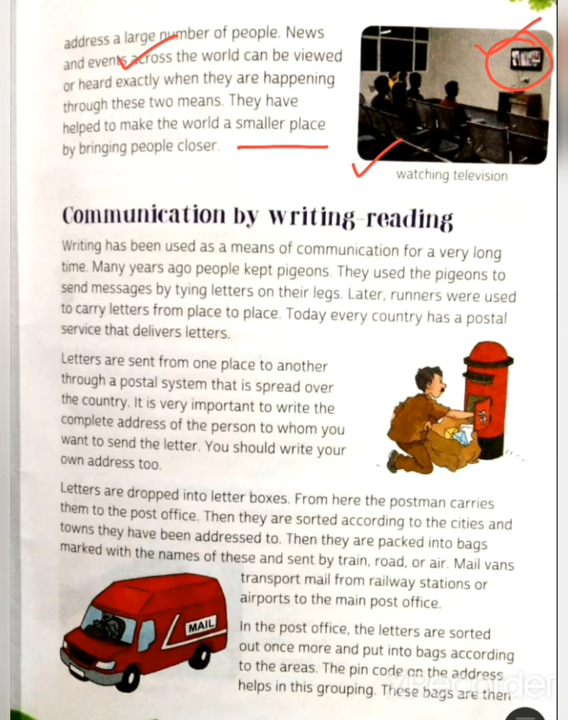 address a large number of people. News
and events across the world can be viewed
or heard exactly when they are happening
through these two means. They have
helped to make the world a smaller place
by bringing people closer.
watching television
Communication by writing-reading
Writing has been used as a means of communication for a very long
time. Many years ago people kept pigeons. They used the pigeons to
send messages by tying letters on their legs. Later, runners were used
to carry letters from place to place. Today every country has a postal
service that delivers letters.
Letters are sent from one place to another
through a postal system that is spread over
the country. It is very important to write the
complete address of the person to whom you
want to send the letter. You should write your
own address too.
Letters are dropped into letter boxes. From here the postman carries
them to the post office. Then they are sorted according to the cities and
towns they have been addressed to. Then they are packed into bags
marked with the names of these and sent by train, road, or air. Mail vans
transport mail from railway stations or
airports to the main post office.
MAIL
In the post office, the letters are sorted
out once more and put into bags according
to the areas. The pin code on the address
helps in this grouping. These bags are then